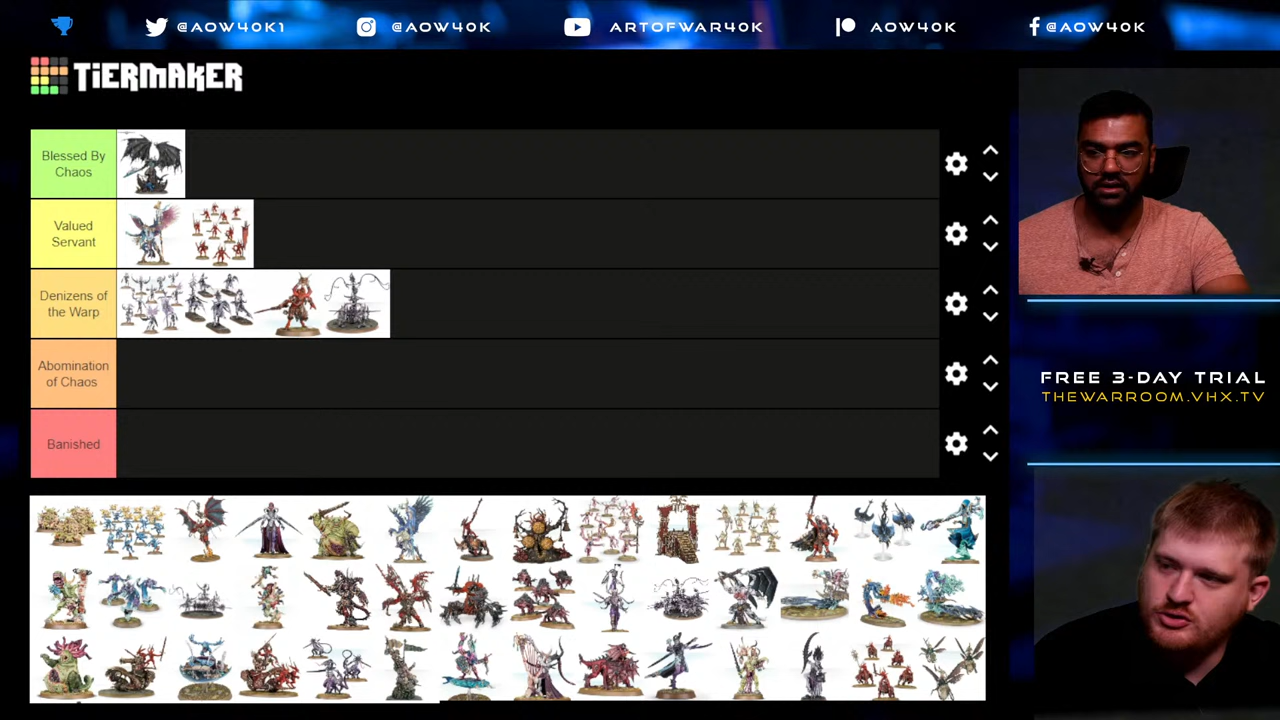 @AOW40K1
@AOW40K
ARTOFWAR40K
AOW40K
@AOW40K
TiERMAKER
Blessed By
Chaos
Valued
Servant
Denizens of
the Warp
Abomination
of Chaos
Banished
FREE 3-DAY TRIAL
THEWARROOM.VHX.TV